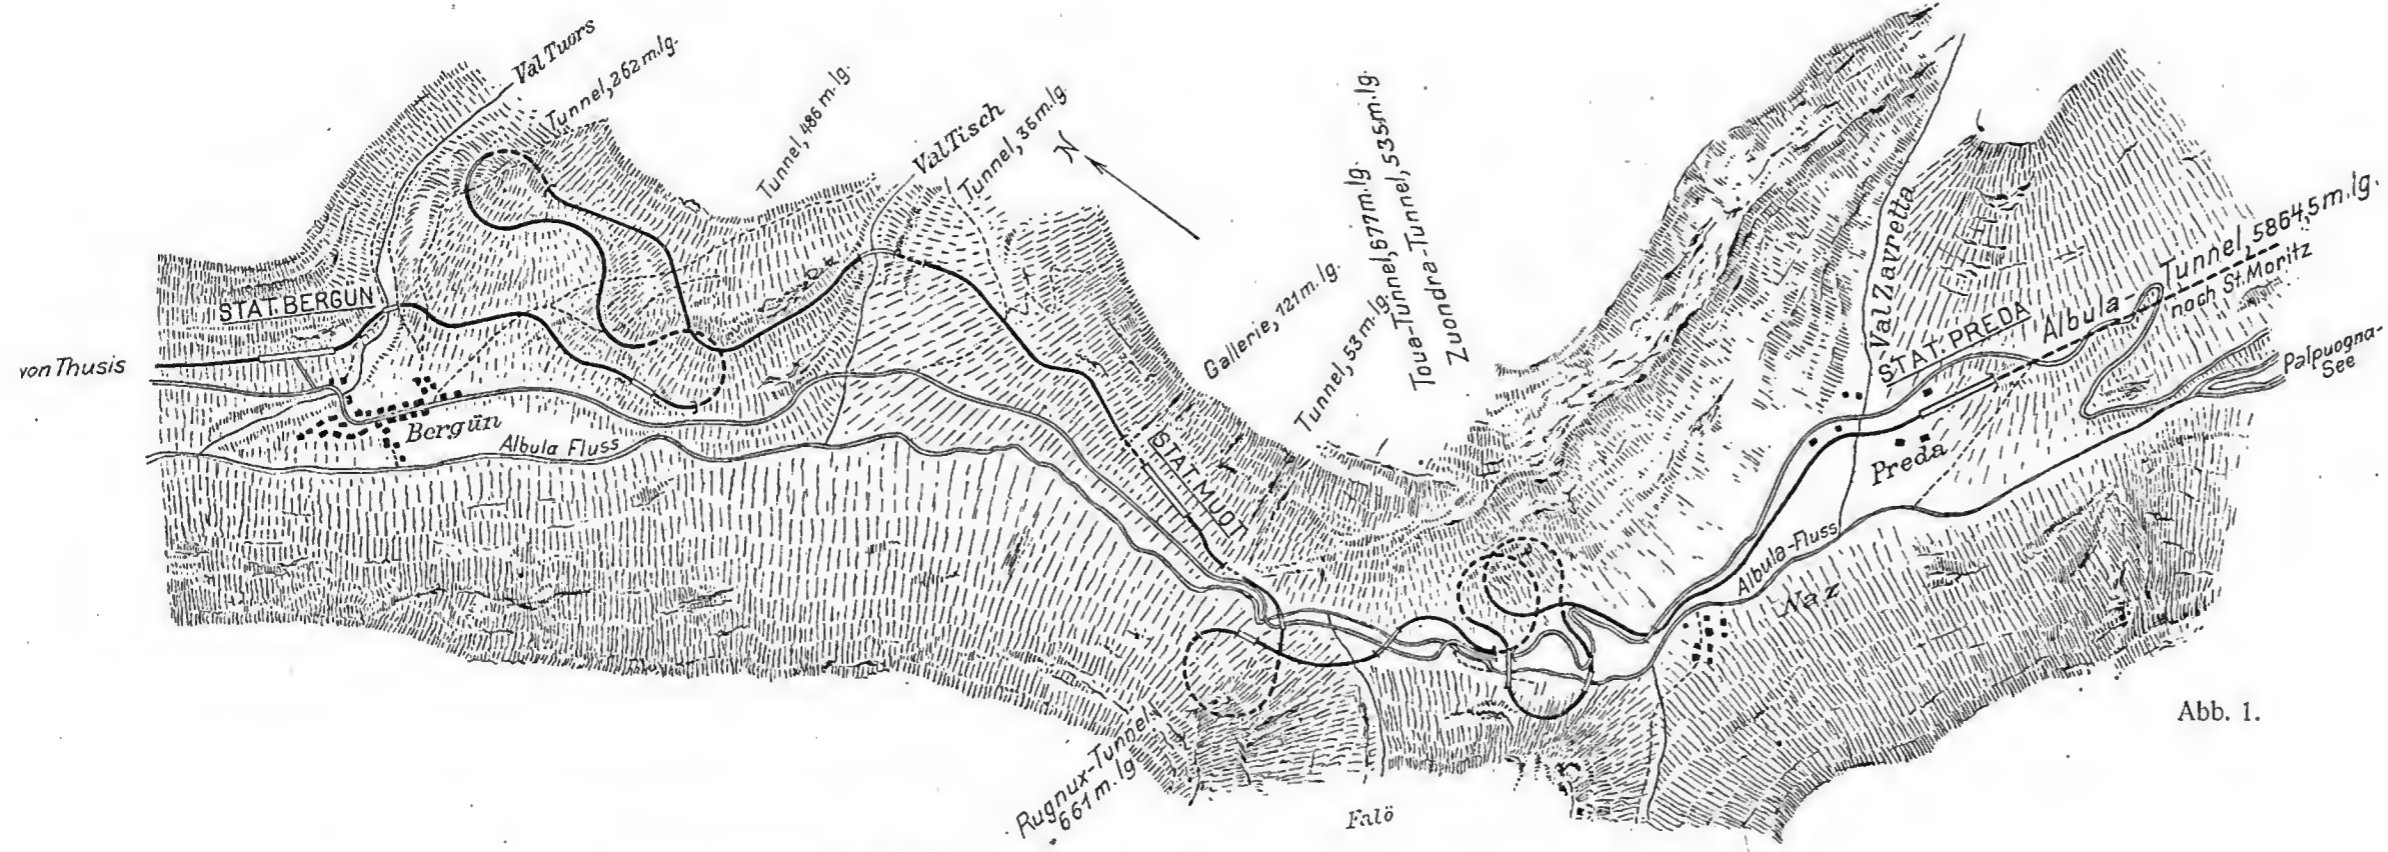 Val Tuors
Tunnel, 262 m. lg.
Tunnel, 486 m. lg.
Val Tisch
Tunnel, 36 m. lg.
N
Gallerie, 121 m. lg.
Tunnel, 53 m. lg.
Toua-Tunnel, 677 m. lg.
Zuondra-Tunnel, 535 m. lg.
Val Zavretta
STAT. BERGÜN
von Thusis
Bergün
Albula Fluss
STAT. MUOT
STAT. PREDA
Albula-Tunnel, 5864,5 m. lg.
nach St. Moritz
Palpuogna-
See
Preda
Albula-Fluss
Naz
Rugnux-Tunnel
661 m. lg
Falö
Abb. 1.